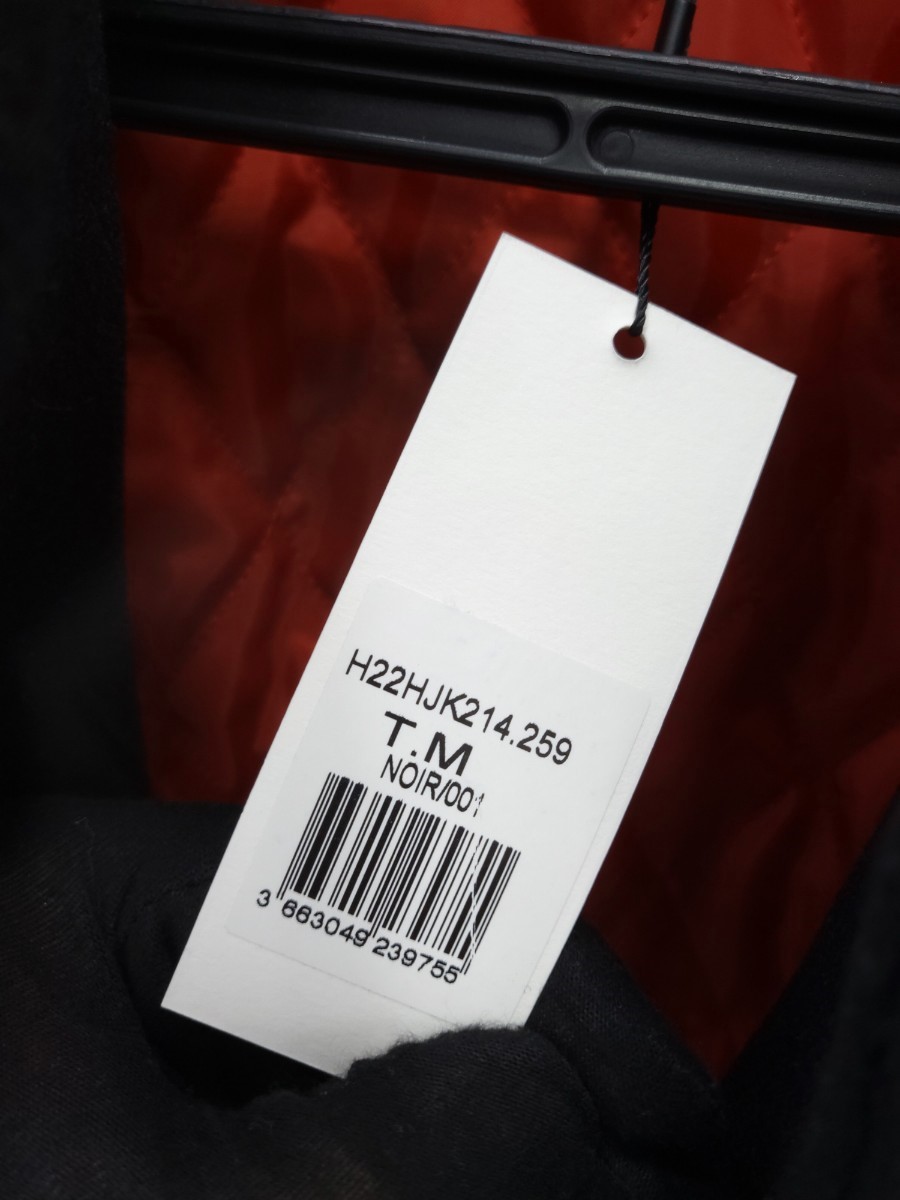 H22HJK214.259
T.M
NOIR/001
3 663049 239755